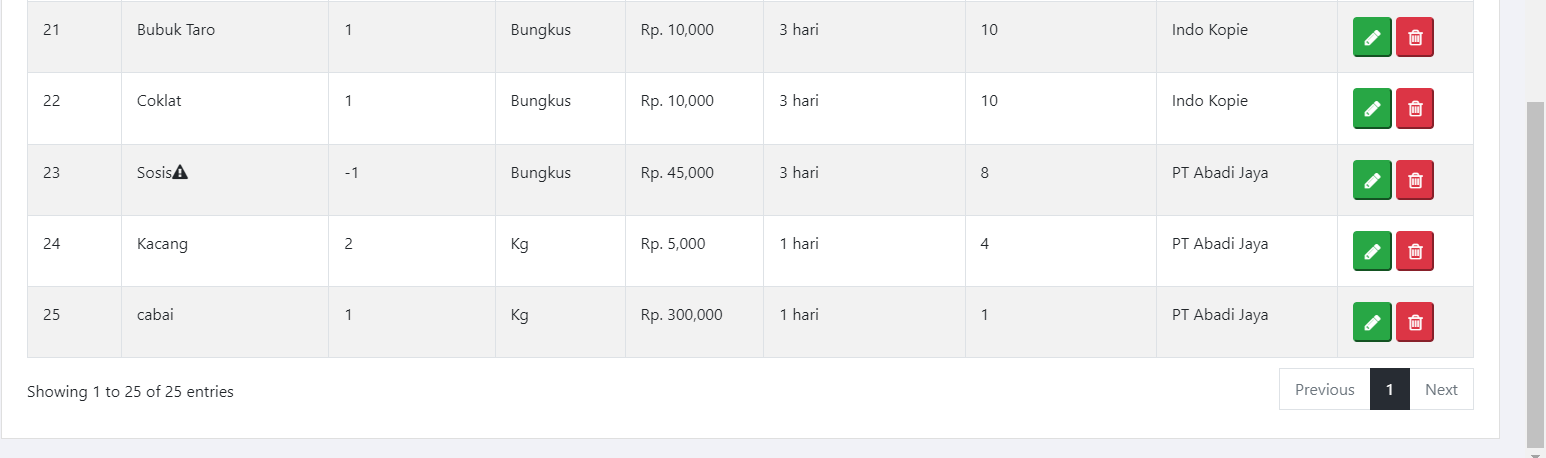 21 Bubuk Taro 1 Bungkus Rp. 10,000 3 hari 10 Indo Kopie
22 Coklat 1 Bungkus Rp. 10,000 3 hari 10 Indo Kopie
23 Sosis -1 Bungkus Rp. 45,000 3 hari 8 PT Abadi Jaya
24 Kacang 2 Kg Rp. 5,000 1 hari 4 PT Abadi Jaya
25 cabai 1 Kg Rp. 300,000 1 hari 1 PT Abadi Jaya
Showing 1 to 25 of 25 entries Previous 1 Next